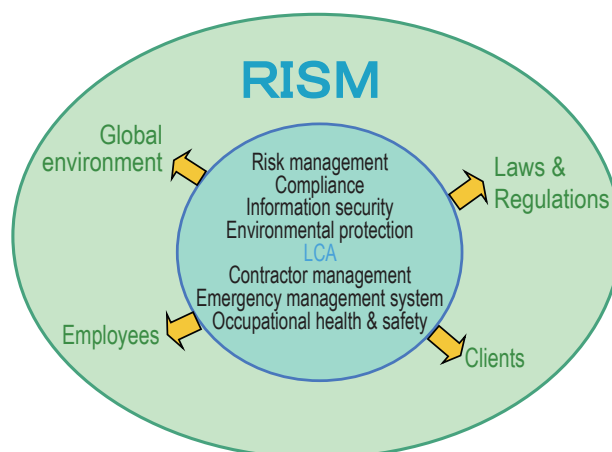 RISM
Global
environment
Risk management
Compliance
Information security
Environmental protection
LCA
Contractor management
Emergency management system
Occupational health & safety
Laws &
Regulations
Employees
Clients